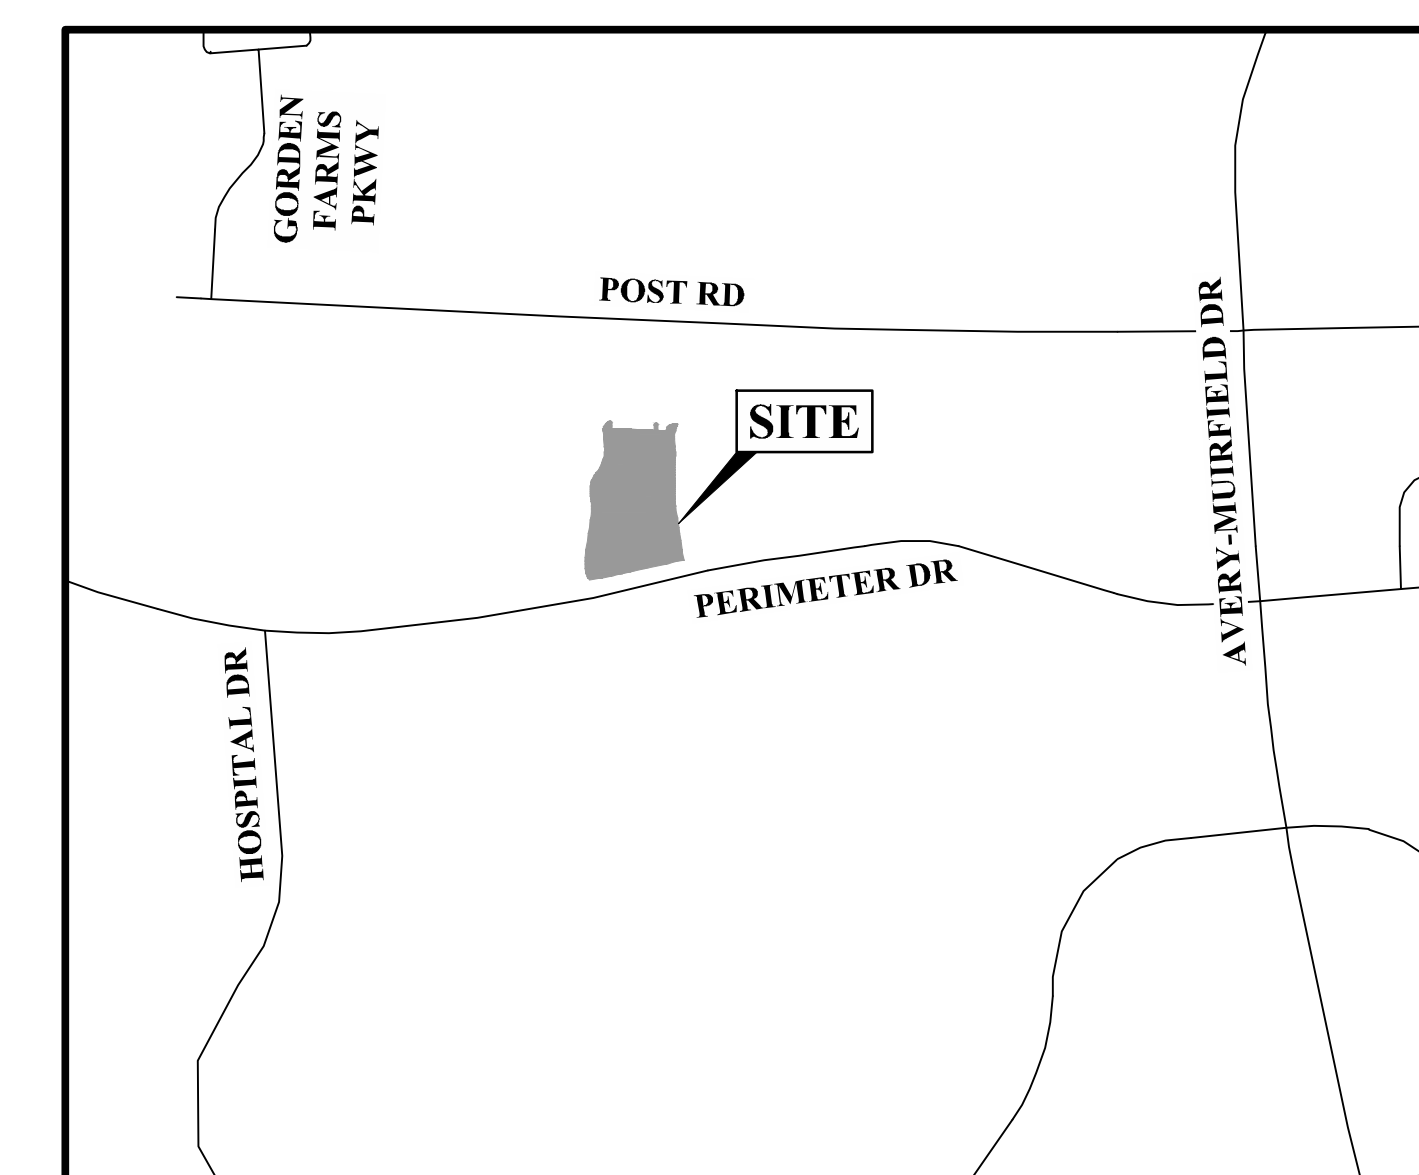 GORDEN
FARMS
PKWY
POST RD
AVERY-MUIRFIELD DR
SITE
PERIMETER DR
HOSPITAL DR